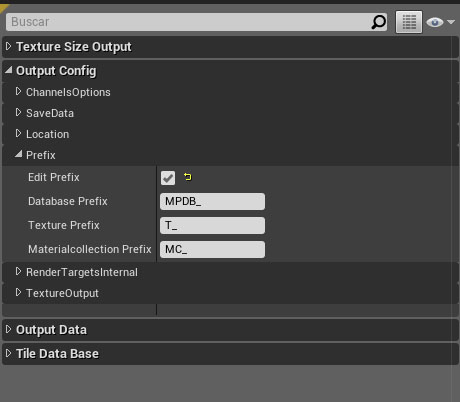 Buscar
Texture Size Output
Output Config
ChannelsOptions
SaveData
Location
Prefix
Edit Prefix
Database Prefix MPDB_
Texture Prefix T_
Materialcollection Prefix MC_
RenderTargetsInternal
TextureOutput
Output Data
Tile Data Base